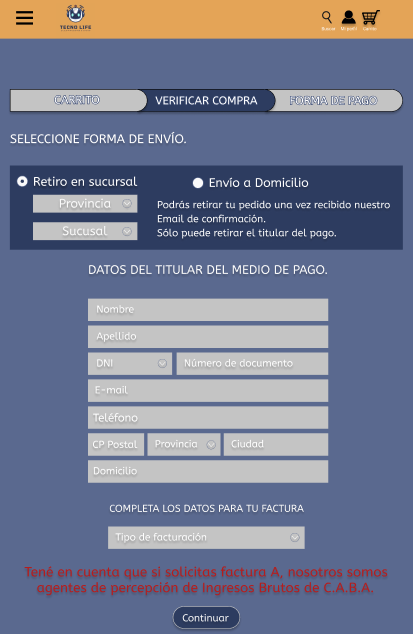 TECNO LIFE
Buscar Mi perfil Carrito
CARRITO VERIFICAR COMPRA FORMA DE PAGO
SELECCIONE FORMA DE ENVÍO.
Retiro en sucursal Envío a Domicilio
Provincia
Sucusal
Podrás retirar tu pedido una vez recibido nuestro
Email de confirmación.
Sólo puede retirar el titular del pago.
DATOS DEL TITULAR DEL MEDIO DE PAGO.
Nombre
Apellido
DNI Número de documento
E-mail
Teléfono
CP Postal Provincia Ciudad
Domicilio
COMPLETA LOS DATOS PARA TU FACTURA
Tipo de facturación
Tené en cuenta que si solicitas factura A, nosotros somos
agentes de percepción de Ingresos Brutos de C.A.B.A.
Continuar